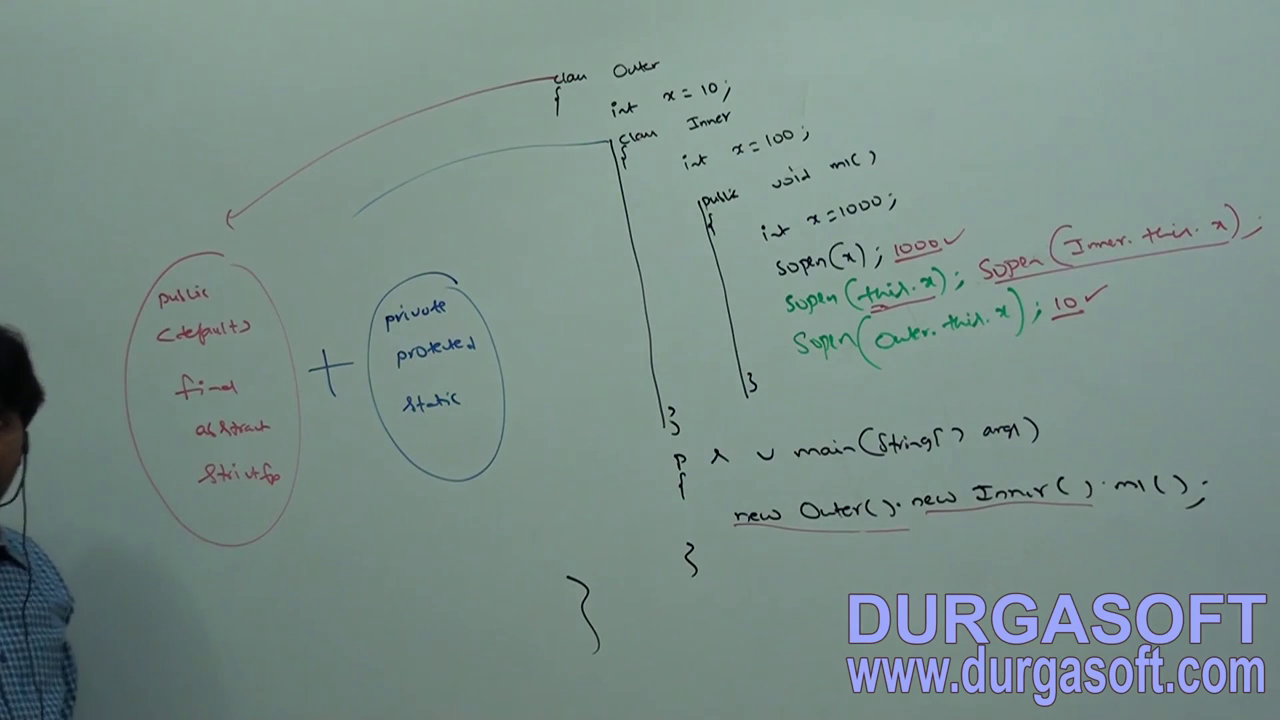 class Outer
{
int x = 10;
class Inner
{
int x = 100;
public void m1()
{
int x = 1000;
sopln(x); 1000 ✓
sopln(this.x); sopln(Inner.this.x);
sopln(Outer.this.x); 10 ✓
}
}
p s v main(String[] args)
{
new Outer().new Inner().m1();
}
}
public
<default>
final
abstract
strictfp
+
private
protected
static
DURGASOFT
www.durgasoft.com